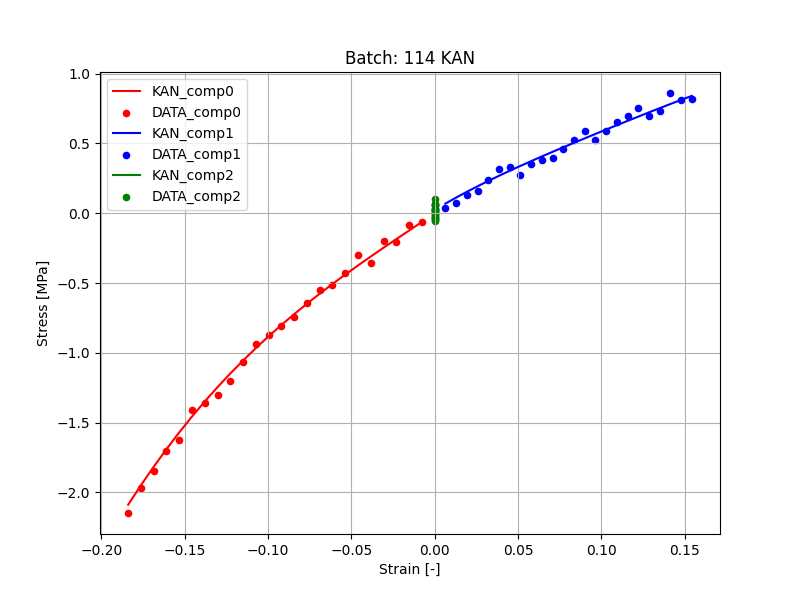 Batch: 114 KAN
KAN_comp0
DATA_comp0
KAN_comp1
DATA_comp1
KAN_comp2
DATA_comp2
1.0
0.5
0.0
−0.5
−1.0
−1.5
−2.0
Stress [MPa]
−0.20 −0.15 −0.10 −0.05 0.00 0.05 0.10 0.15
Strain [-]